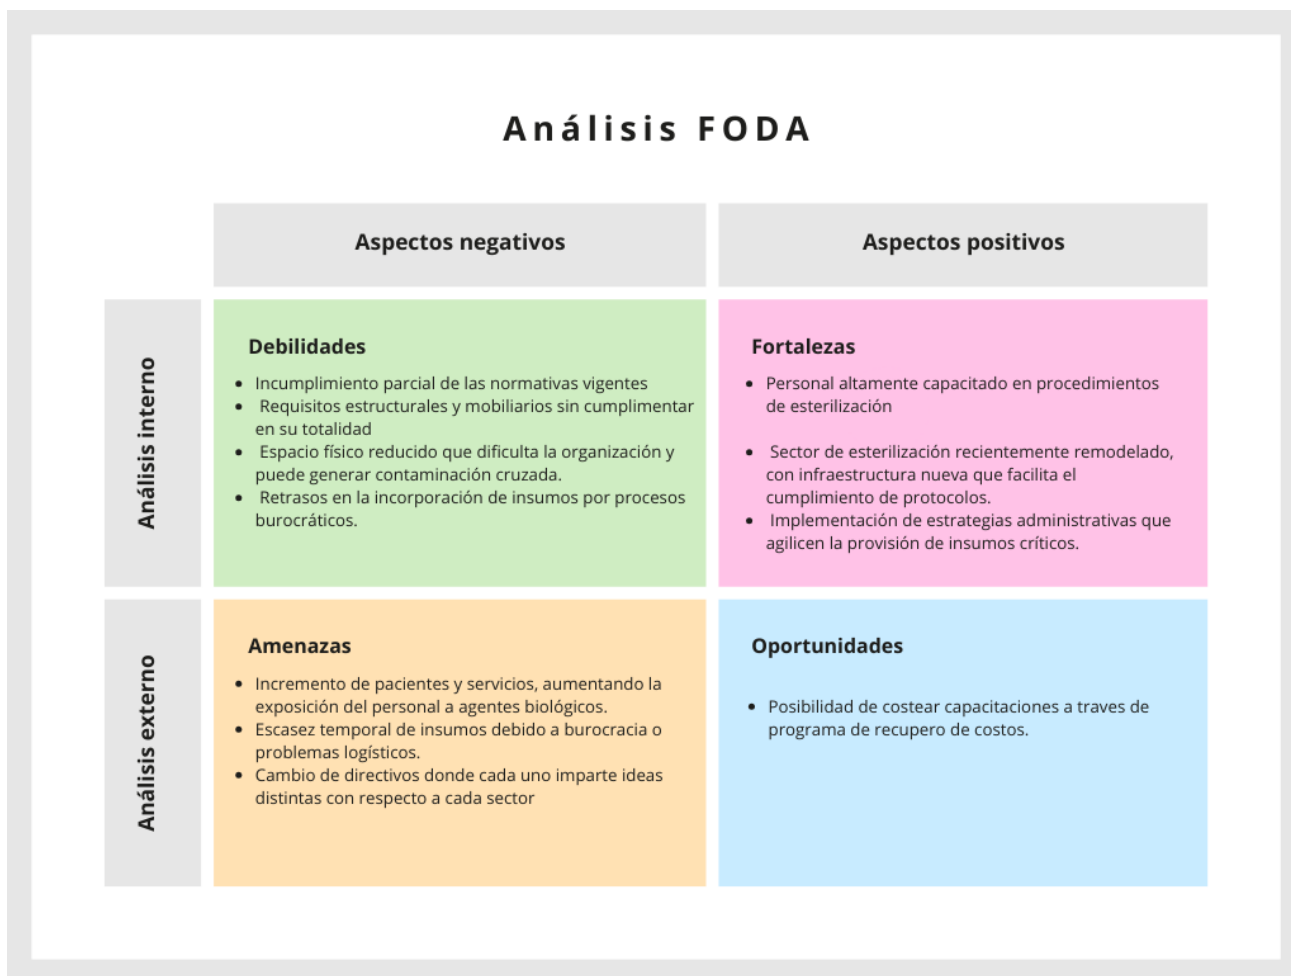 Análisis FODA
Aspectos negativos
Aspectos positivos
Análisis interno
Debilidades
• Incumplimiento parcial de las normativas vigentes
• Requisitos estructurales y mobiliarios sin cumplimentar
en su totalidad
• Espacio físico reducido que dificulta la organización y
puede generar contaminación cruzada.
• Retrasos en la incorporación de insumos por procesos
burocráticos.
Fortalezas
• Personal altamente capacitado en procedimientos
de esterilización
• Sector de esterilización recientemente remodelado,
con infraestructura nueva que facilita el
cumplimiento de protocolos.
• Implementación de estrategias administrativas que
agilicen la provisión de insumos críticos.
Análisis externo
Amenazas
• Incremento de pacientes y servicios, aumentando la
exposición del personal a agentes biológicos.
• Escasez temporal de insumos debido a burocracia o
problemas logísticos.
• Cambio de directivos donde cada uno imparte ideas
distintas con respecto a cada sector
Oportunidades
• Posibilidad de costear capacitaciones a traves de
programa de recupero de costos.